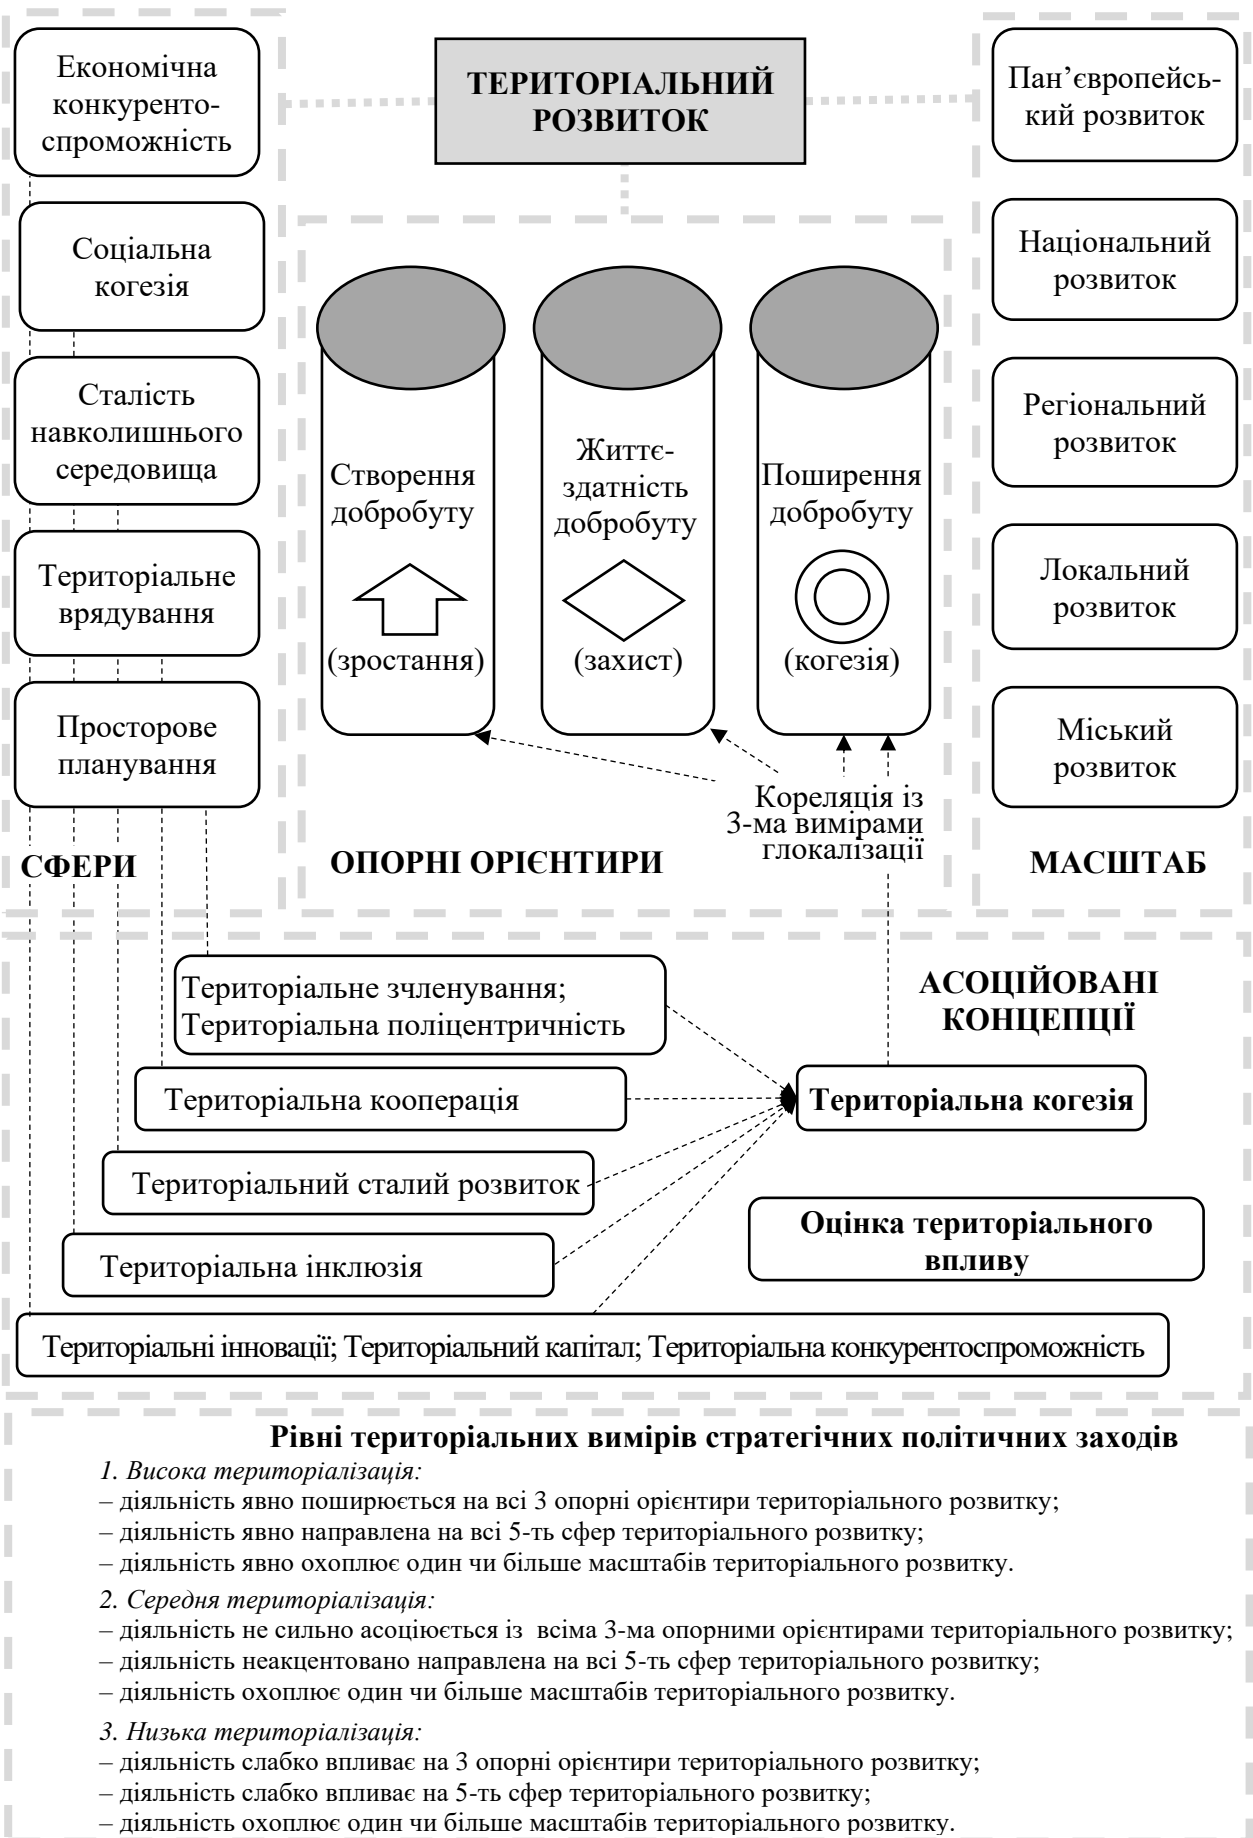 ТЕРИТОРІАЛЬНИЙ
РОЗВИТОК
Економічна
конкуренто-
спроможність
Соціальна
когезія
Сталість
навколишнього
середовища
Територіальне
врядування
Просторове
планування
СФЕРИ
Створення
добробуту
(зростання)
Життє-
здатність
добробуту
(захист)
Поширення
добробуту
(когезія)
Кореляція із
3-ма вимірами
глокалізації
ОПОРНІ ОРІЄНТИРИ
Пан’європейсь-
кий розвиток
Національний
розвиток
Регіональний
розвиток
Локальний
розвиток
Міський
розвиток
МАСШТАБ
АСОЦІЙОВАНІ
КОНЦЕПЦІЇ
Територіальне зчленування;
Територіальна поліцентричність
Територіальна кооперація
Територіальна когезія
Територіальний сталий розвиток
Оцінка територіального
впливу
Територіальна інклюзія
Територіальні інновації; Територіальний капітал; Територіальна конкурентоспроможність
Рівні територіальних вимірів стратегічних політичних заходів
1. Висока територіалізація:
– діяльність явно поширюється на всі 3 опорні орієнтири територіального розвитку;
– діяльність явно направлена на всі 5-ть сфер територіального розвитку;
– діяльність явно охоплює один чи більше масштабів територіального розвитку.
2. Середня територіалізація:
– діяльність не сильно асоціюється із  всіма 3-ма опорними орієнтирами територіального розвитку;
– діяльність неакцентовано направлена на всі 5-ть сфер територіального розвитку;
– діяльність охоплює один чи більше масштабів територіального розвитку.
3. Низька територіалізація:
– діяльність слабко впливає на 3 опорні орієнтири територіального розвитку;
– діяльність слабко впливає на 5-ть сфер територіального розвитку;
– діяльність охоплює один чи більше масштабів територіального розвитку.